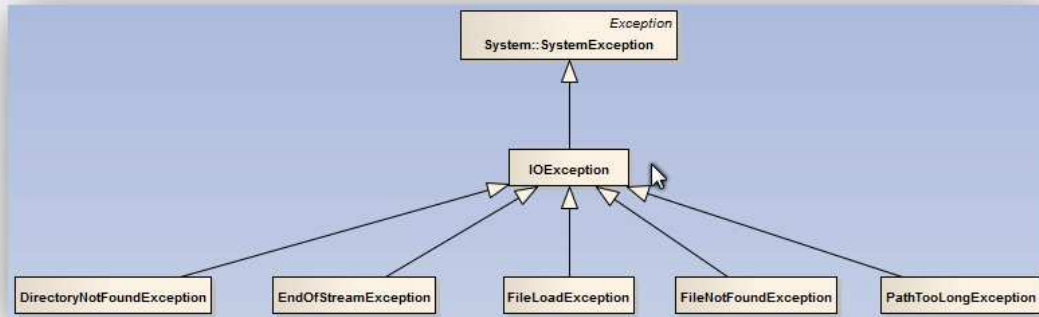 Exception
System::SystemException
IOException
DirectoryNotFoundException
EndOfStreamException
FileLoadException
FileNotFoundException
PathTooLongException